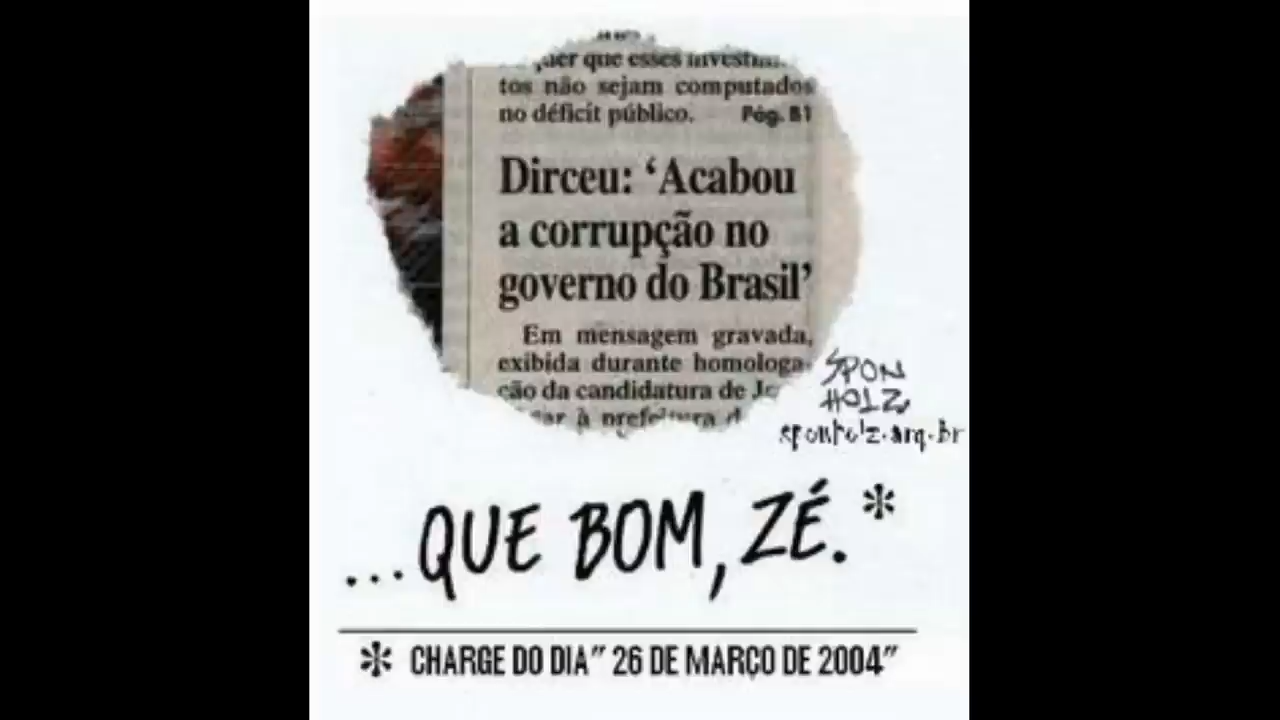 que esses
tos não sejam computados
no déficit público. Pág. B1
Dirceu: ‘Acabou
a corrupção no
governo do Brasil’
Em mensagem gravada,
exibida durante homologa-
ção da candidatura de
à prefeitura d
SPON
HOLZ
sponholz.arq.br
...QUE BOM, ZÉ.*
* CHARGE DO DIA" 26 DE MARÇO DE 2004"